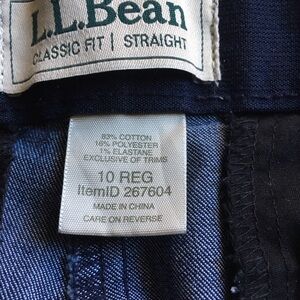 L.L.Bean
CLASSIC FIT | STRAIGHT
83% COTTON
16% POLYESTER
1% ELASTANE
EXCLUSIVE OF TRIMS
10 REG
ItemID 267604
MADE IN CHINA
CARE ON REVERSE